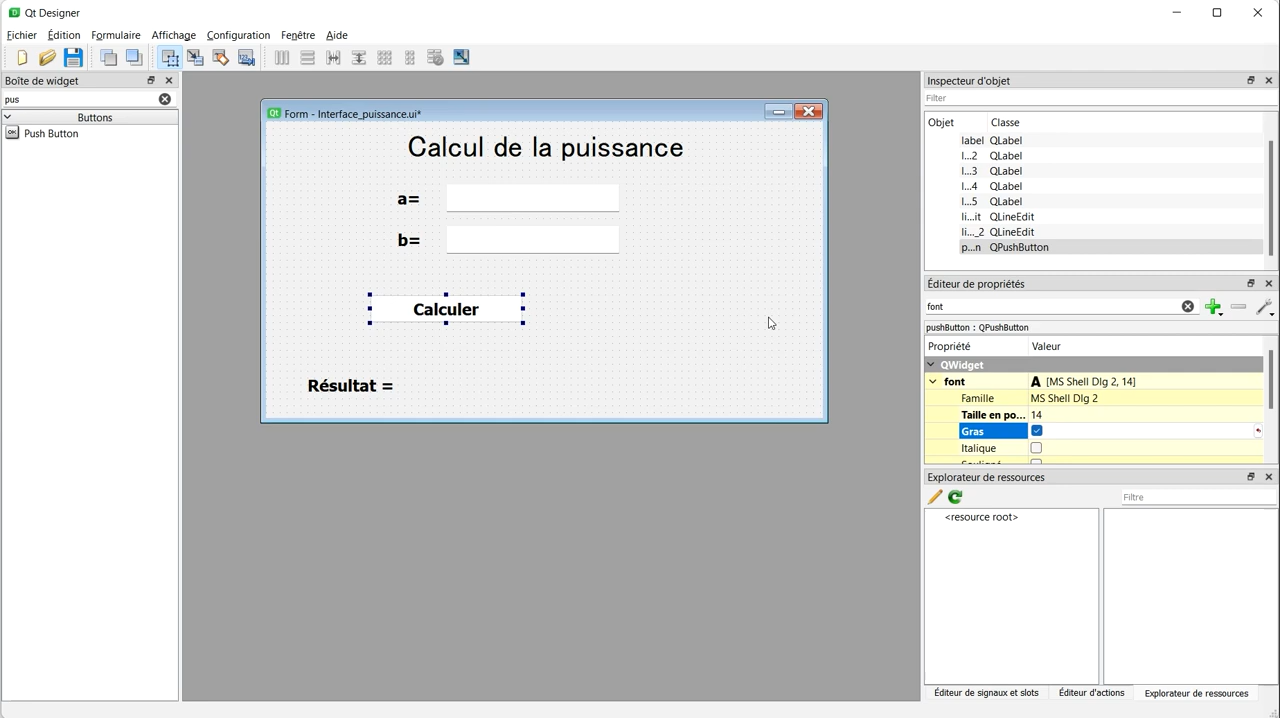 Qt Designer
Fichier Édition Formulaire Affichage Configuration Fenêtre Aide
Boîte de widget
pus
Buttons
OK Push Button
Qt Form - Interface_puissance.ui*
Calcul de la puissance
a=
b=
Calculer
Résultat =
Inspecteur d'objet
Filter
Objet Classe
label QLabel
l...2 QLabel
l...3 QLabel
l...4 QLabel
l...5 QLabel
li...it QLineEdit
li..._2 QLineEdit
p...n QPushButton
Éditeur de propriétés
font
pushButton : QPushButton
Propriété Valeur
QWidget
font A [MS Shell Dlg 2, 14]
Famille MS Shell Dlg 2
Taille en po... 14
Gras
Italique
Explorateur de ressources
Filtre
<resource root>
Éditeur de signaux et slots Éditeur d'actions Explorateur de ressources